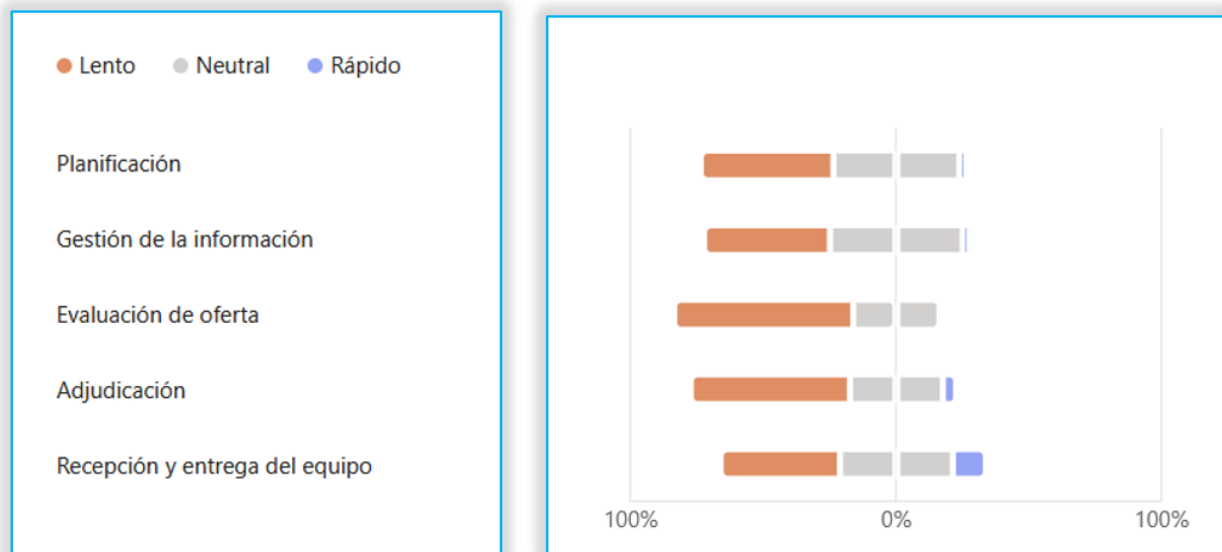 Lento Neutral Rápido
Planificación
Gestión de la información
Evaluación de oferta
Adjudicación
Recepción y entrega del equipo
100% 0% 100%